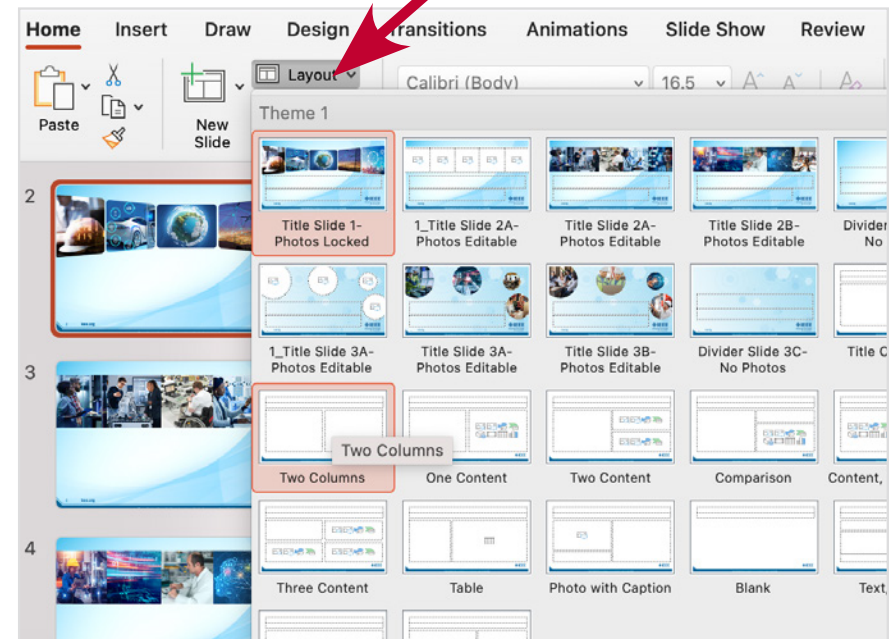 Home Insert Draw Design Transitions Animations Slide Show Review
Layout
Calibri (Body) 16.5
Paste
New
Slide
Theme 1
Title Slide 1-
Photos Locked
1_Title Slide 2A-
Photos Editable
Title Slide 2A-
Photos Editable
Title Slide 2B-
Photos Editable
Divider
No
1_Title Slide 3A-
Photos Editable
Title Slide 3A-
Photos Editable
Title Slide 3B-
Photos Editable
Divider Slide 3C-
No Photos
Title C
Two Columns
Two Columns
One Content
Two Content
Comparison
Content,
Three Content
Table
Photo with Caption
Blank
Text,
2
3
4